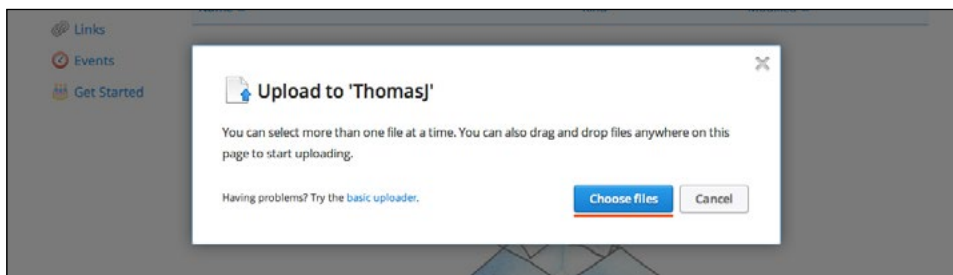 Links
Events
Get Started
Upload to 'ThomasJ'
You can select more than one file at a time. You can also drag and drop files anywhere on this
page to start uploading.
Having problems? Try the basic uploader.
Choose files
Cancel